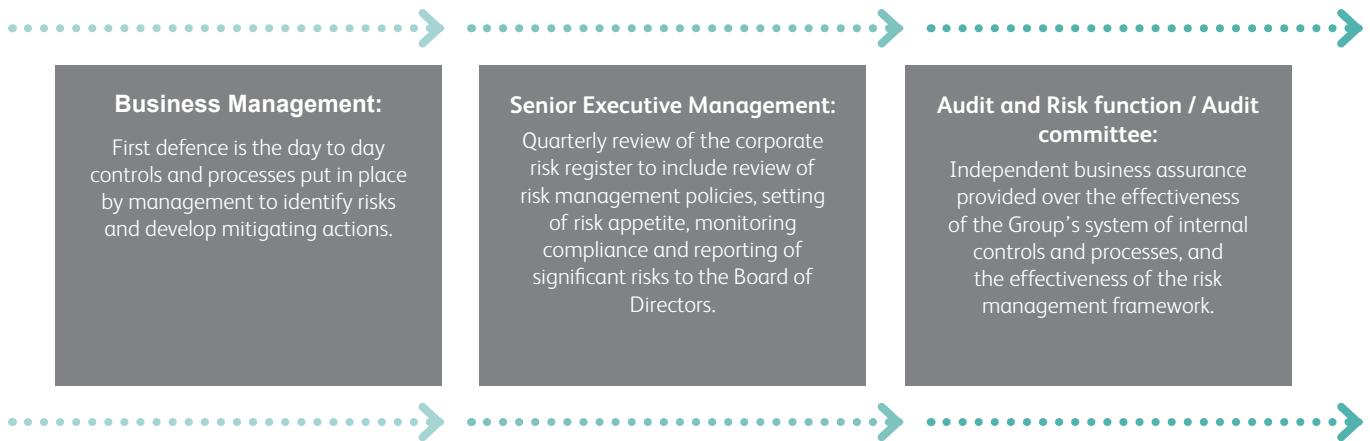 Business Management:
First defence is the day to day
controls and processes put in place
by management to identify risks
and develop mitigating actions.
Senior Executive Management:
Quarterly review of the corporate
risk register to include review of
risk management policies, setting
of risk appetite, monitoring
compliance and reporting of
significant risks to the Board of
Directors.
Audit and Risk function / Audit
committee:
Independent business assurance
provided over the effectiveness
of the Group's system of internal
controls and processes, and
the effectiveness of the risk
management framework.